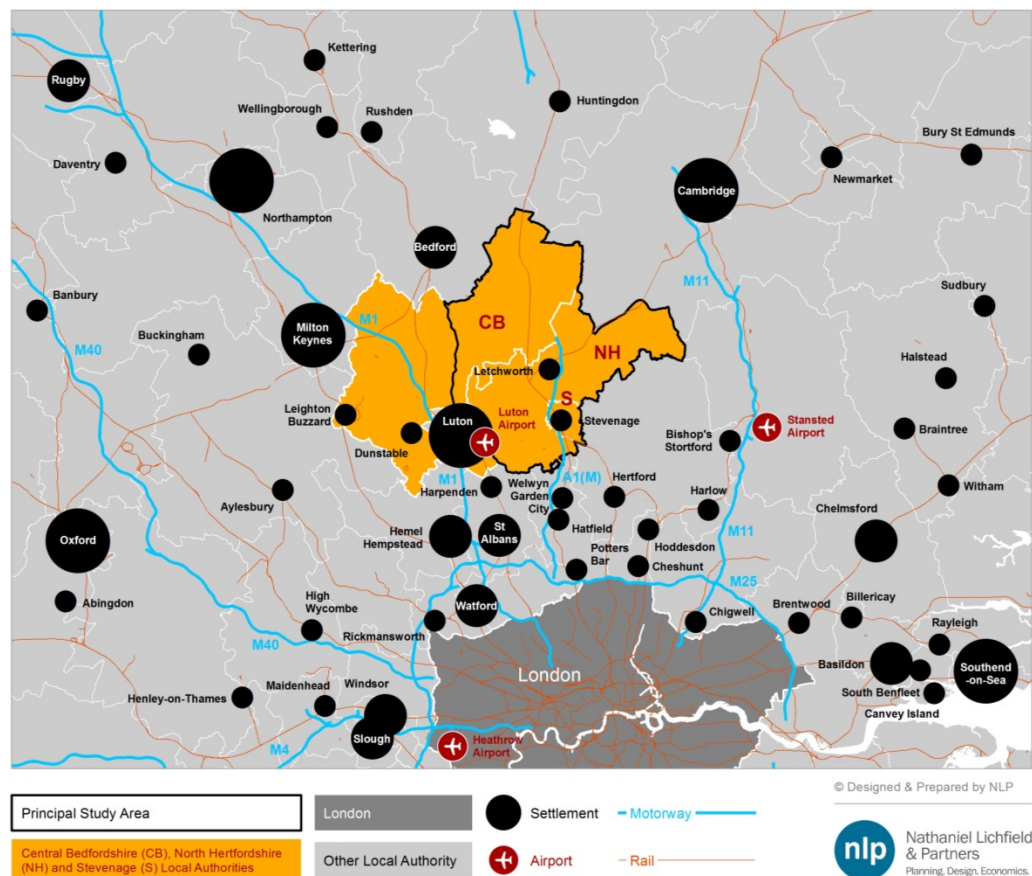 Kettering
Rugby
Wellingborough
Rushden
Huntingdon
Bury St Edmunds
Daventry
Newmarket
Cambridge
Northampton
Bedford
M11
Banbury
Sudbury
M1
CB
Milton
Keynes
Buckingham
M40
NH
Halstead
Letchworth
S
Leighton
Buzzard
Luton
Luton
Airport
Stevenage
Stansted
Airport
Braintree
Dunstable
Bishop's
Stortford
M1
Harpenden
Welwyn
Garden
City
A1(M)
Hertford
Witham
Aylesbury
Harlow
Chelmsford
Oxford
Hemel
Hempstead
St
Albans
Hatfield
M11
Hoddesdon
Potters
Bar
Cheshunt
M25
Abingdon
High
Wycombe
Watford
Chigwell
Brentwood
Billericay
Rickmansworth
Rayleigh
M40
London
Basildon
Southend
-on-Sea
Henley-on-Thames
Maidenhead
Windsor
South Benfleet
Canvey Island
Slough
M4
Heathrow
Airport
© Designed & Prepared by NLP
Principal Study Area
London
Settlement
Motorway
Central Bedfordshire (CB), North Hertfordshire
(NH) and Stevenage (S) Local Authorities
Other Local Authority
Airport
Rail
nlp
Nathaniel Lichfield
& Partners
Planning. Design. Economics.